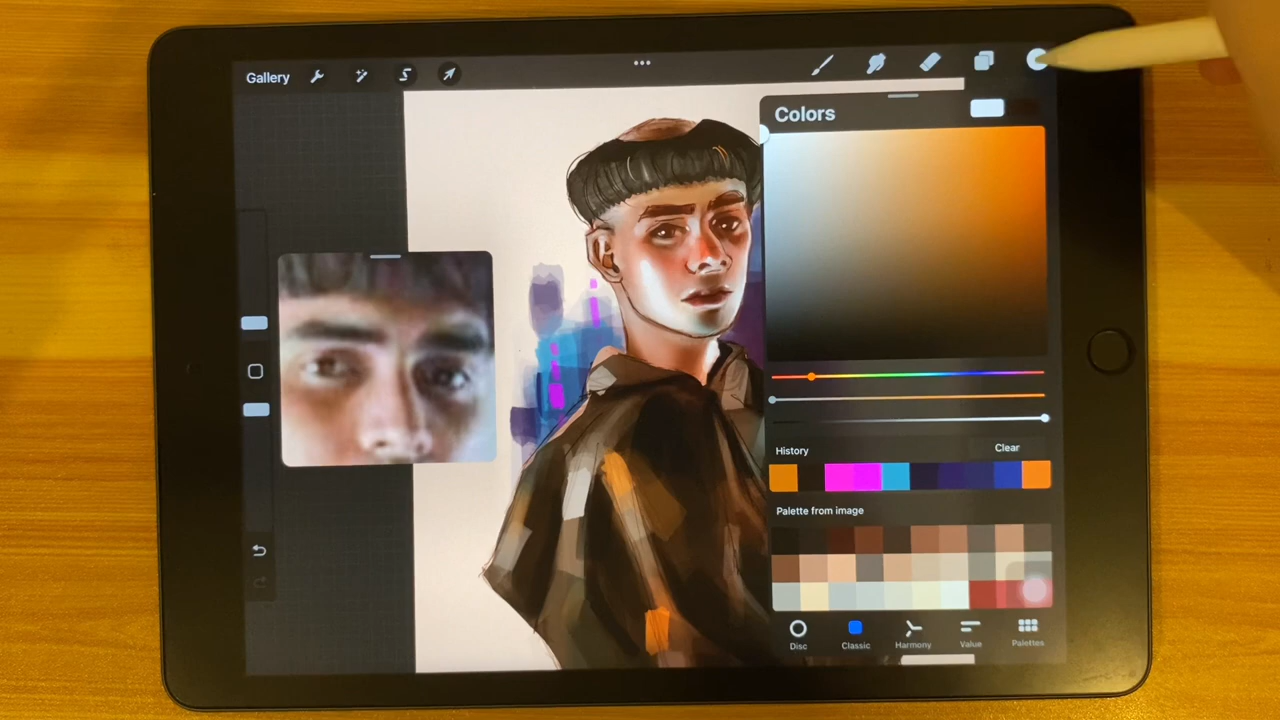 Gallery
Colors
History
Clear
Palette from image
Disc
Classic
Harmony
Value
Palettes